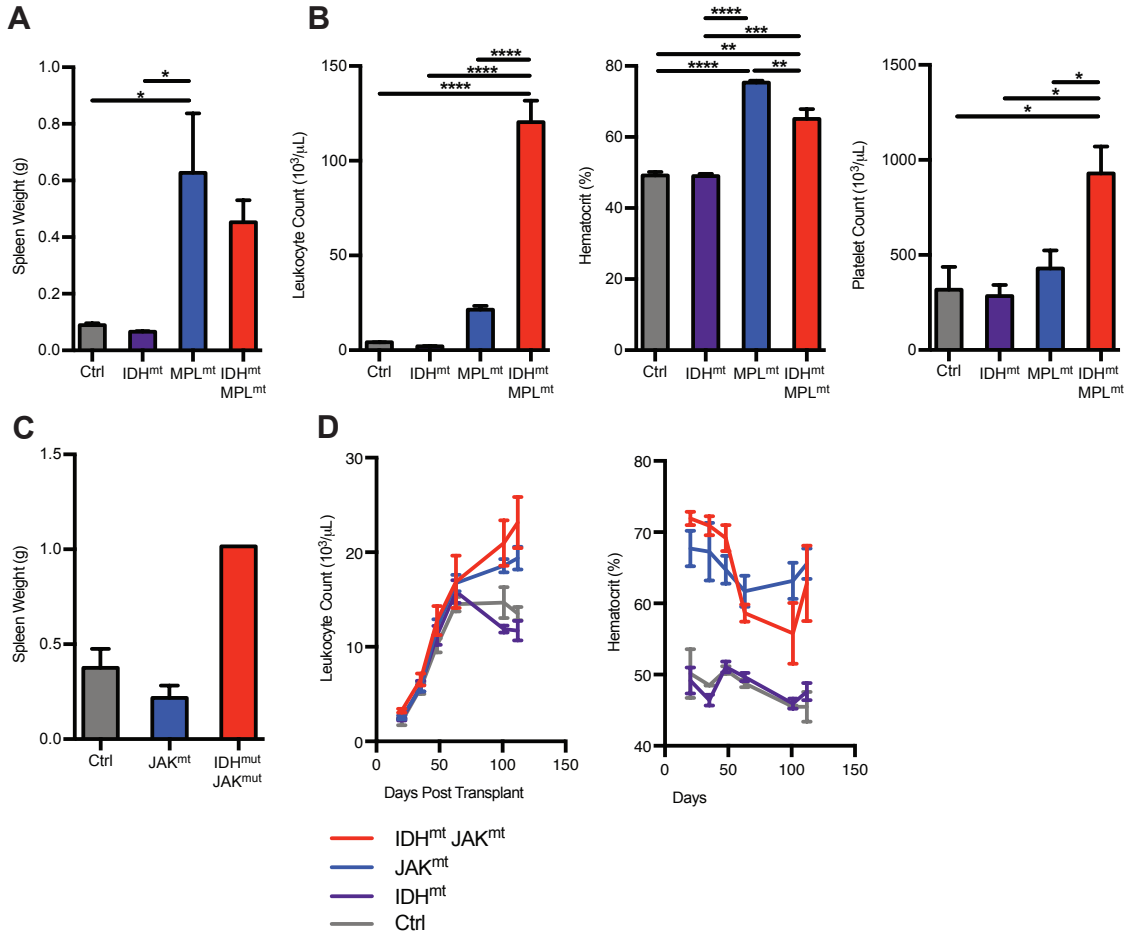 A
Spleen Weight (g)
1.0
0.8
0.6
0.4
0.2
0.0
*
*
Ctrl
IDHmt
MPLmt
IDHmt
MPLmt
B
Leukocyte Count (103/μL)
150
100
50
0
****
****
****
Ctrl
IDHmt
MPLmt
IDHmt
MPLmt
Hematocrit (%)
80
60
40
20
0
****
***
**
****
**
Ctrl
IDHmt
MPLmt
IDHmt
MPLmt
Platelet Count (103/μL)
1500
1000
500
0
*
*
*
Ctrl
IDHmt
MPLmt
IDHmt
MPLmt
C
Spleen Weight (g)
1.5
1.0
0.5
0.0
Ctrl
JAKmt
IDHmut
JAKmut
D
Leukocyte Count (103/μL)
30
20
10
0
0
50
100
150
Days Post Transplant
Hematocrit (%)
80
70
60
50
40
0
50
100
150
Days
IDHmt JAKmt
JAKmt
IDHmt
Ctrl